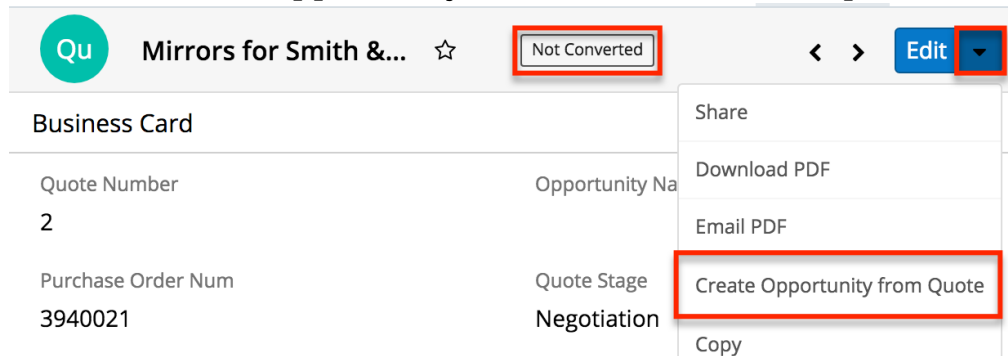 Qu
Mirrors for Smith &...
Not Converted
Edit
Business Card
Share
Download PDF
Email PDF
Create Opportunity from Quote
Copy
Quote Number
2
Opportunity Na
Purchase Order Num
3940021
Quote Stage
Negotiation